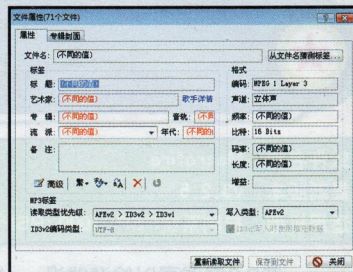 文件属性(71个文件)
属性 专辑封面
文件名: (不同的值) 从文件名猜测标签...
标签 格式
标 题: (不同的值) 编码: MPEG 1 Layer 3
艺术家: (不同的值) 歌手详情 声道: 立体声
专 辑: (不同的值) 音轨: (不同 频率: (不同的值)
流 派: (不同的值) 年代: (不同的 比特: 16 Bits
备 注: 码率: (不同的值)
长度: (不同的值)
高级 繁 增益:
MP3标签
读取类型优先级: APEv2 > ID3v2 > ID3v1 写入类型: APEv2
ID3v2编码类型: UTF-8
重新读取文件 保存到文件 关闭